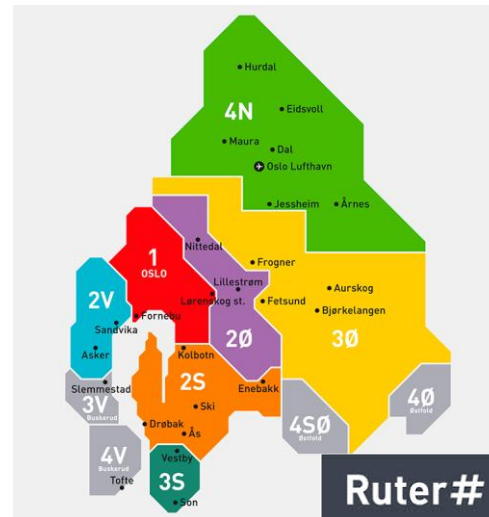 Hurdal
Eidsvoll
4N
Maura
Dal
Oslo Lufthavn
Jessheim
Årnes
Nittedal
1
OSLO
Frogner
Lillestrøm
2V
Lørenskog st.
Fetsund
Aurskog
Bjørkelangen
Fornebu
Sandvika
2Ø
3Ø
Asker
Kolbotn
Slemmestad
2S
Enebakk
3V
Buskerud
Ski
4SØ
Østfold
4Ø
Østfold
Drøbak
Ås
4V
Buskerud
Vestby
Tofte
3S
Son
Ruter#